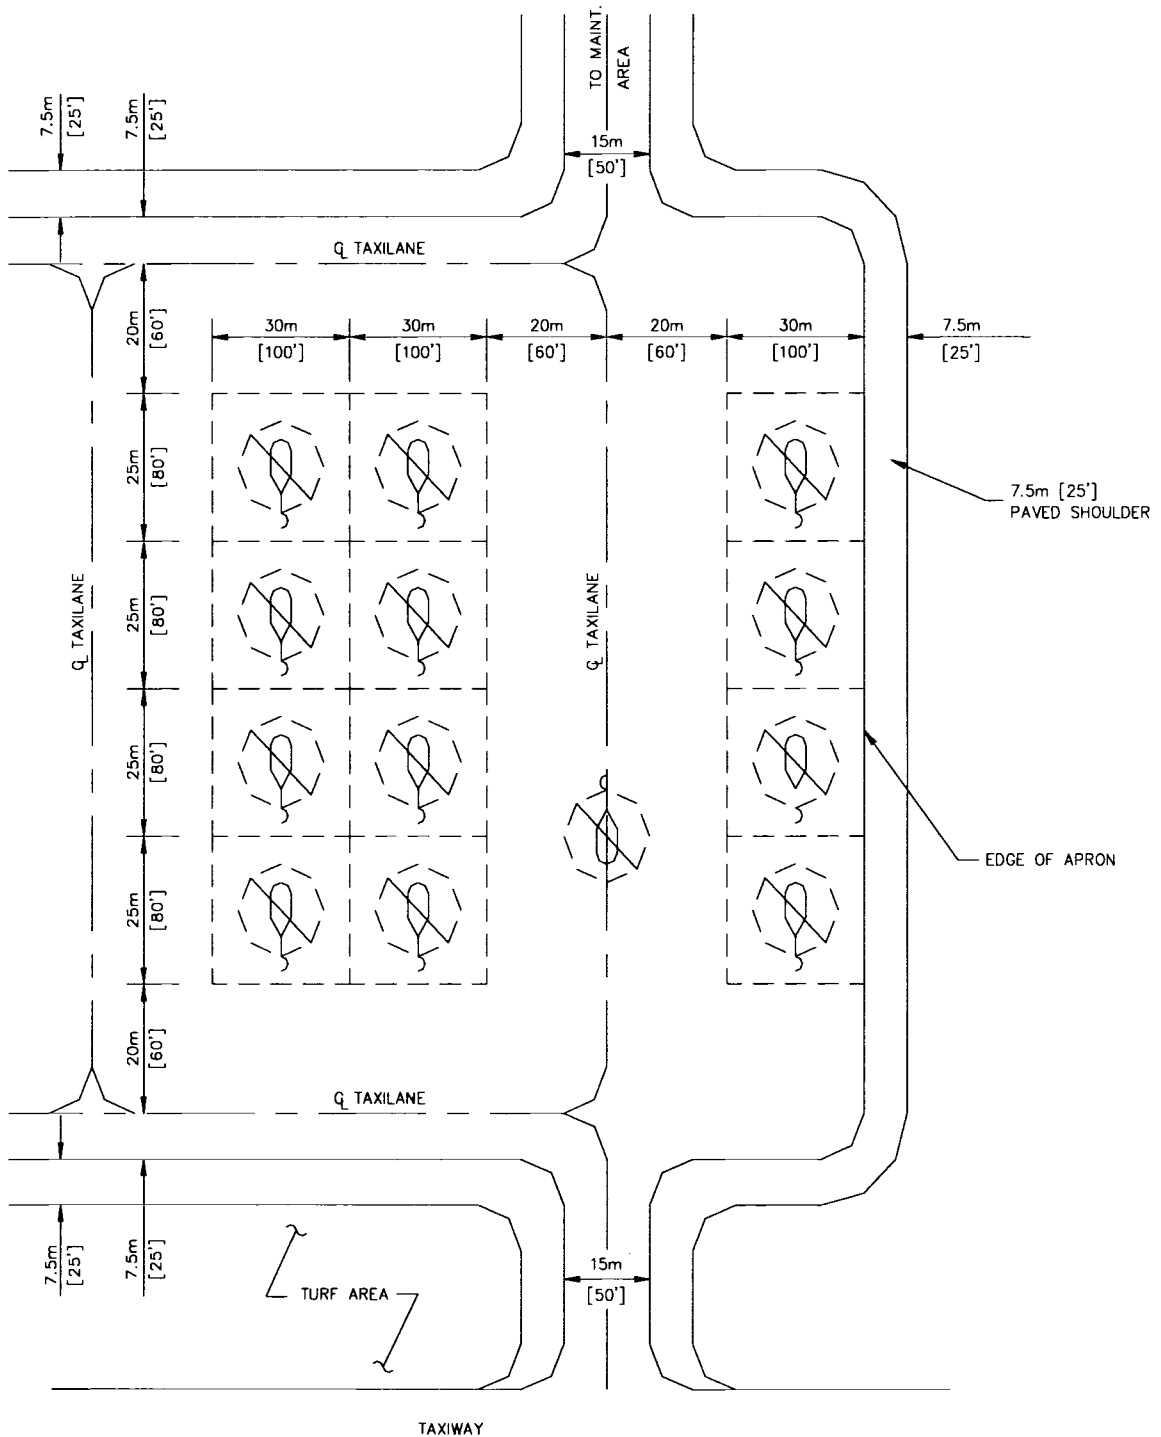 TO MAINT.
AREA
7.5m
[25']
7.5m
[25']
15m
[50']
℄ TAXILANE
20m
[60']
30m
[100']
30m
[100']
20m
[60']
20m
[60']
30m
[100']
7.5m
[25']
25m
[80']
7.5m [25']
PAVED SHOULDER
℄ TAXILANE
25m
[80']
℄ TAXILANE
25m
[80']
EDGE OF APRON
25m
[80']
20m
[60']
℄ TAXILANE
7.5m
[25']
7.5m
[25']
15m
[50']
TURF AREA
TAXIWAY